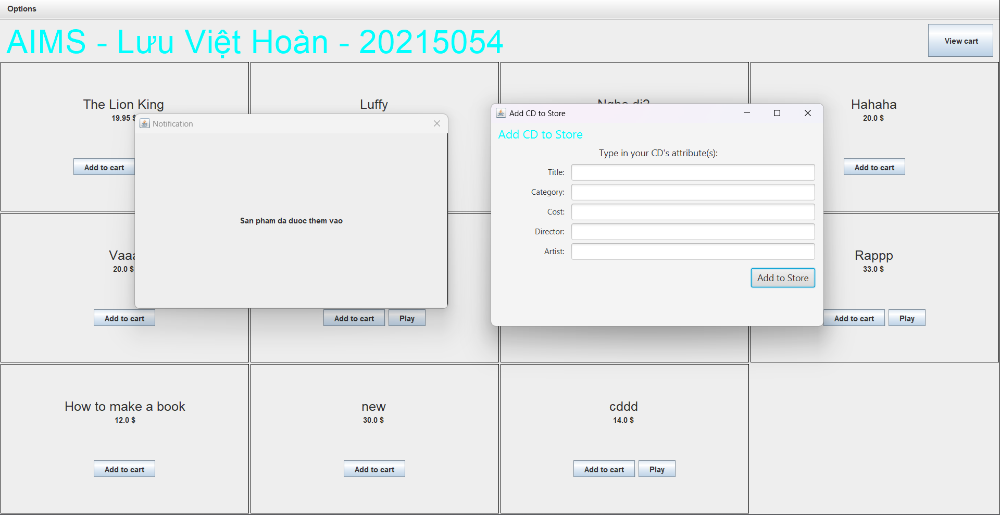 Options
AIMS - Lưu Việt Hoàn - 20215054
View cart
The Lion King
19.95 $
Add to cart
Luffy
Hahaha
20.0 $
Add to cart
Notification
San pham da duoc them vao
Add CD to Store
Add CD to Store
Type in your CD's attribute(s):
Title:
Category:
Cost:
Director:
Artist:
Add to Store
20.0 $
Add to cart
Add to cart
Play
Rappp
33.0 $
Add to cart
Play
How to make a book
12.0 $
Add to cart
new
30.0 $
Add to cart
cddd
14.0 $
Add to cart
Play